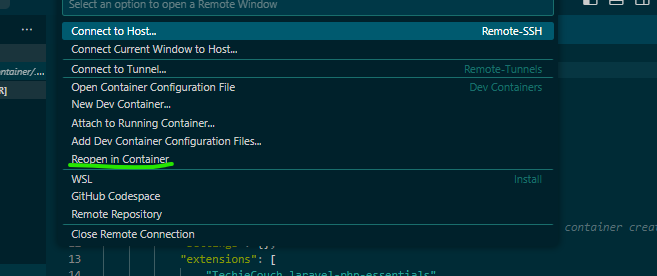 Select an option to open a Remote Window
Connect to Host... Remote-SSH
Connect Current Window to Host...
ontainer/...
Connect to Tunnel... Remote-Tunnels
R]
Open Container Configuration File Dev Containers
New Dev Container...
Attach to Running Container...
Add Dev Container Configuration Files...
Reopen in Container
WSL Install
GitHub Codespace
Remote Repository
container crea
Close Remote Connection
12 "settings": {},
13 "extensions": [
14 "TechieCouch.laravel-php-essentials"